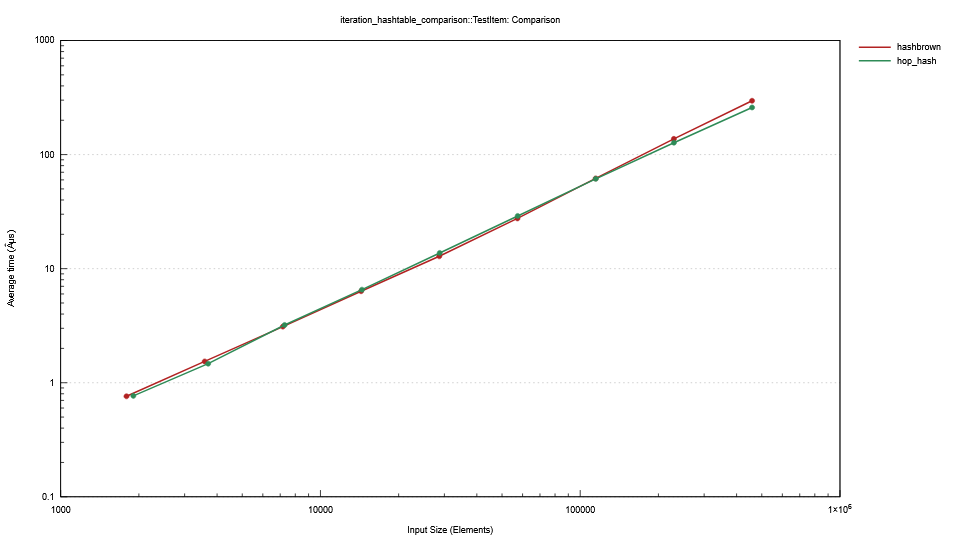 iteration_hashtable_comparison::TestItem: Comparison
hashbrown
hop_hash
1000
100
10
1
0.1
Average time (Âµs)
1000
10000
100000
1×10⁶
Input Size (Elements)